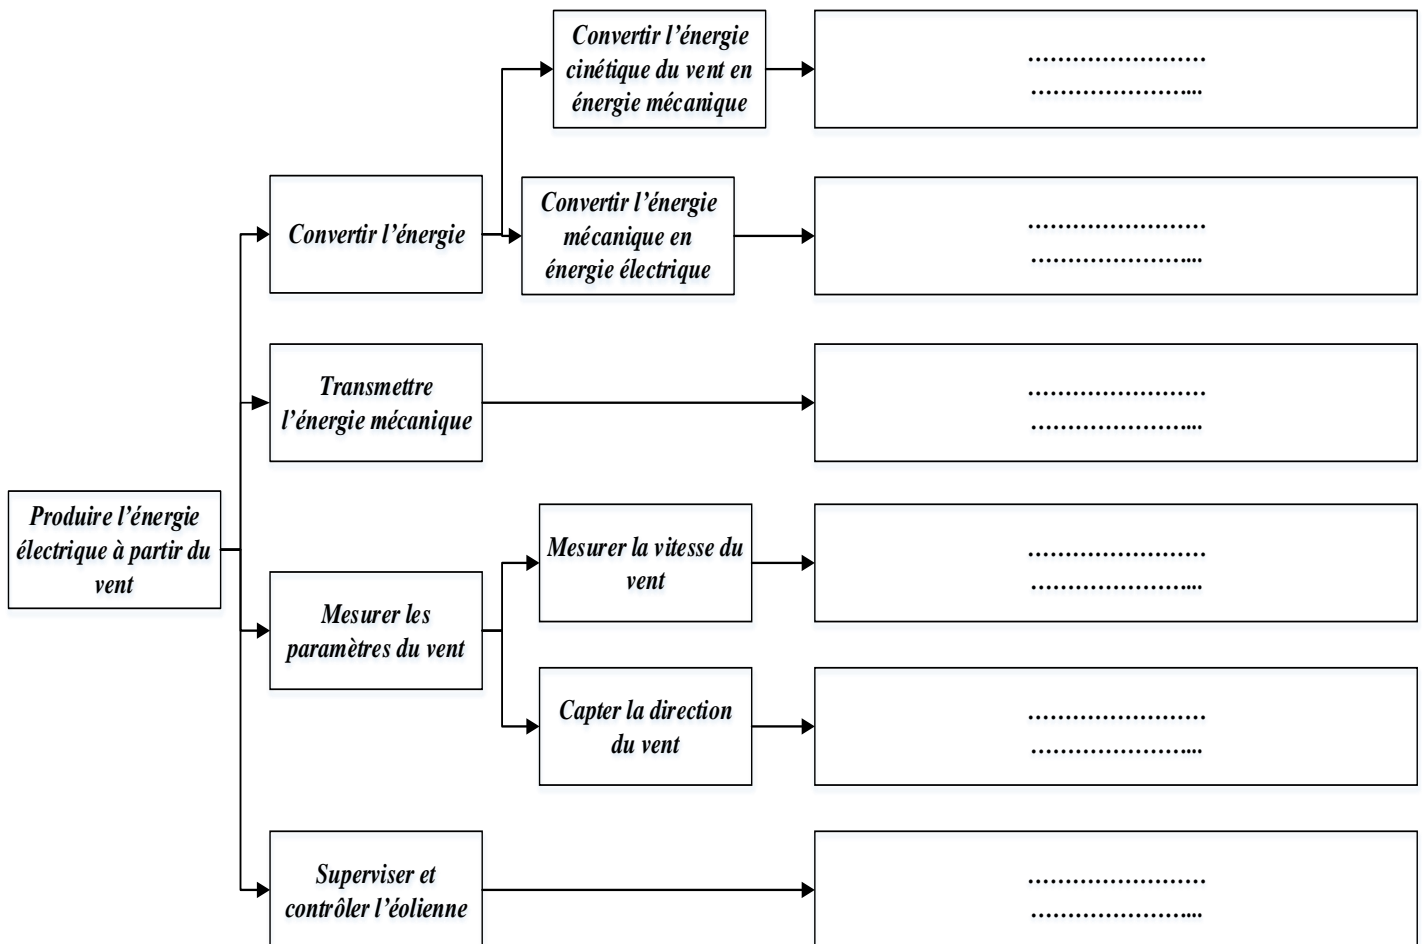 Convertir l’énergie
cinétique du vent en
énergie mécanique
……………………
…………………....
Convertir l’énergie
Convertir l’énergie
mécanique en
énergie électrique
……………………
…………………....
Transmettre
l’énergie mécanique
……………………
…………………....
Produire l’énergie
électrique à partir du
vent
Mesurer les
paramètres du vent
Mesurer la vitesse du
vent
……………………
…………………....
Capter la direction
du vent
……………………
…………………....
Superviser et
contrôler l’éolienne
……………………
…………………....